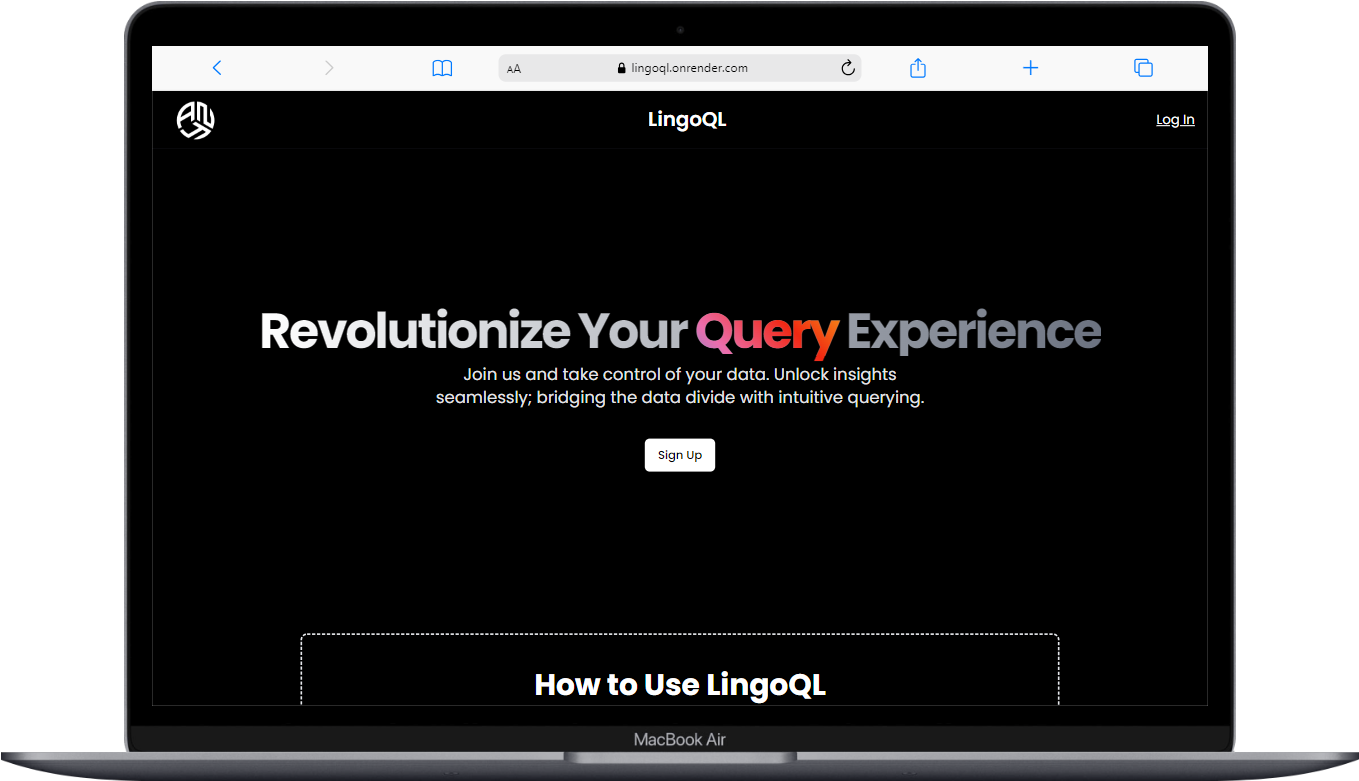 AA
lingoql.onrender.com
LingoQL
Log In
Revolutionize Your Query Experience
Join us and take control of your data. Unlock insights
seamlessly; bridging the data divide with intuitive querying.
Sign Up
How to Use LingoQL
MacBook Air